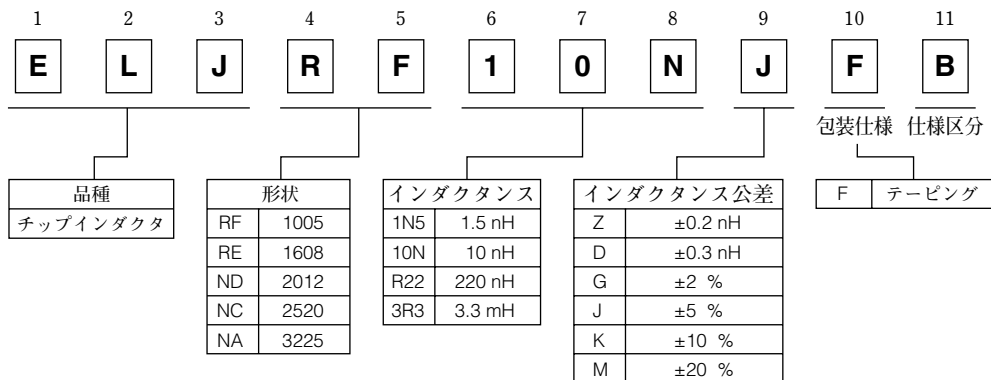 1 2 3 4 5 6 7 8 9 10 11
E L J R F 1 0 N J F B
包装仕様 仕様区分
品種
チップインダクタ
形状
RF 1005
RE 1608
ND 2012
NC 2520
NA 3225
インダクタンス
1N5 1.5 nH
10N 10 nH
R22 220 nH
3R3 3.3 mH
インダクタンス公差
Z ±0.2 nH
D ±0.3 nH
G ±2 %
J ±5 %
K ±10 %
M ±20 %
F テーピング